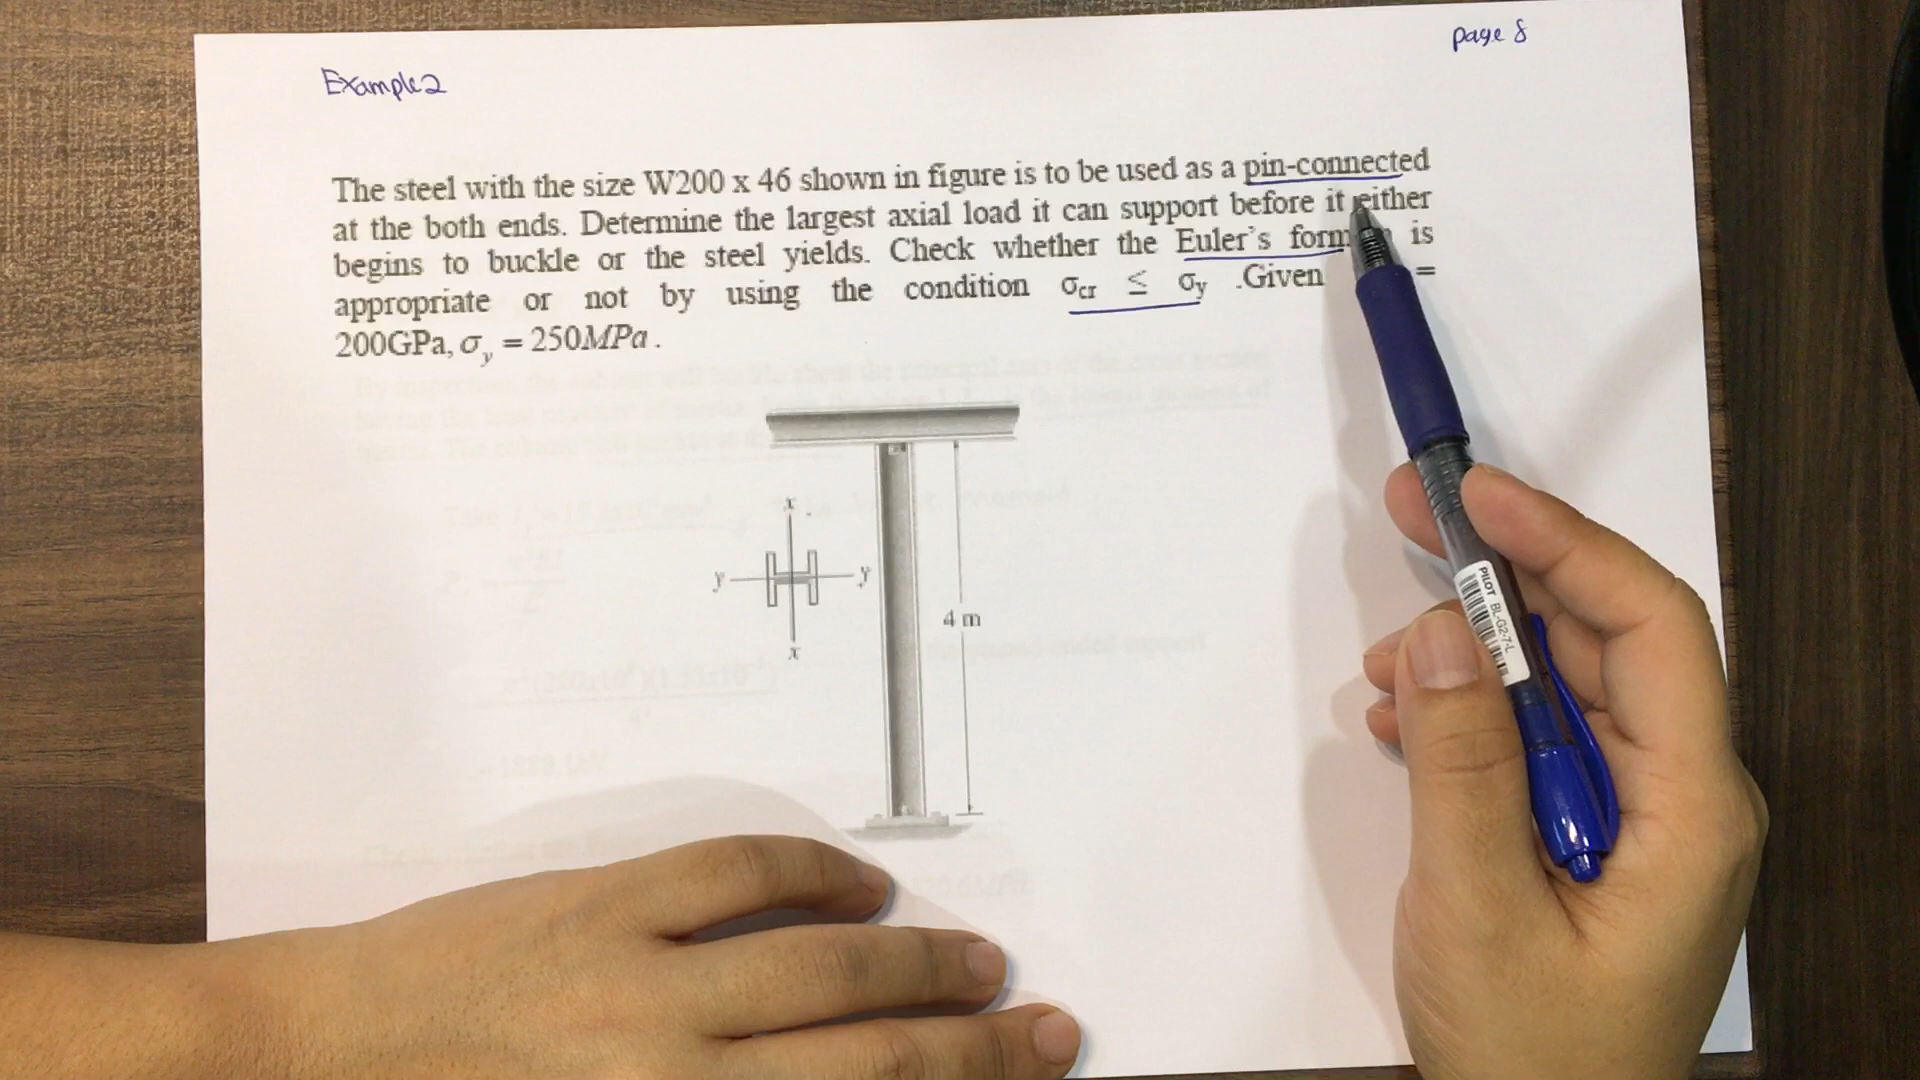 Example 2
page 8
The steel with the size W200 x 46 shown in figure is to be used as a pin-connected
at the both ends. Determine the largest axial load it can support before it either
begins to buckle or the steel yields. Check whether the Euler's form is
appropriate or not by using the condition σcr ≤ σy .Given =
200GPa, σy = 250MPa.
x
y y
4 m
x
PILOT BL-G2-7-L